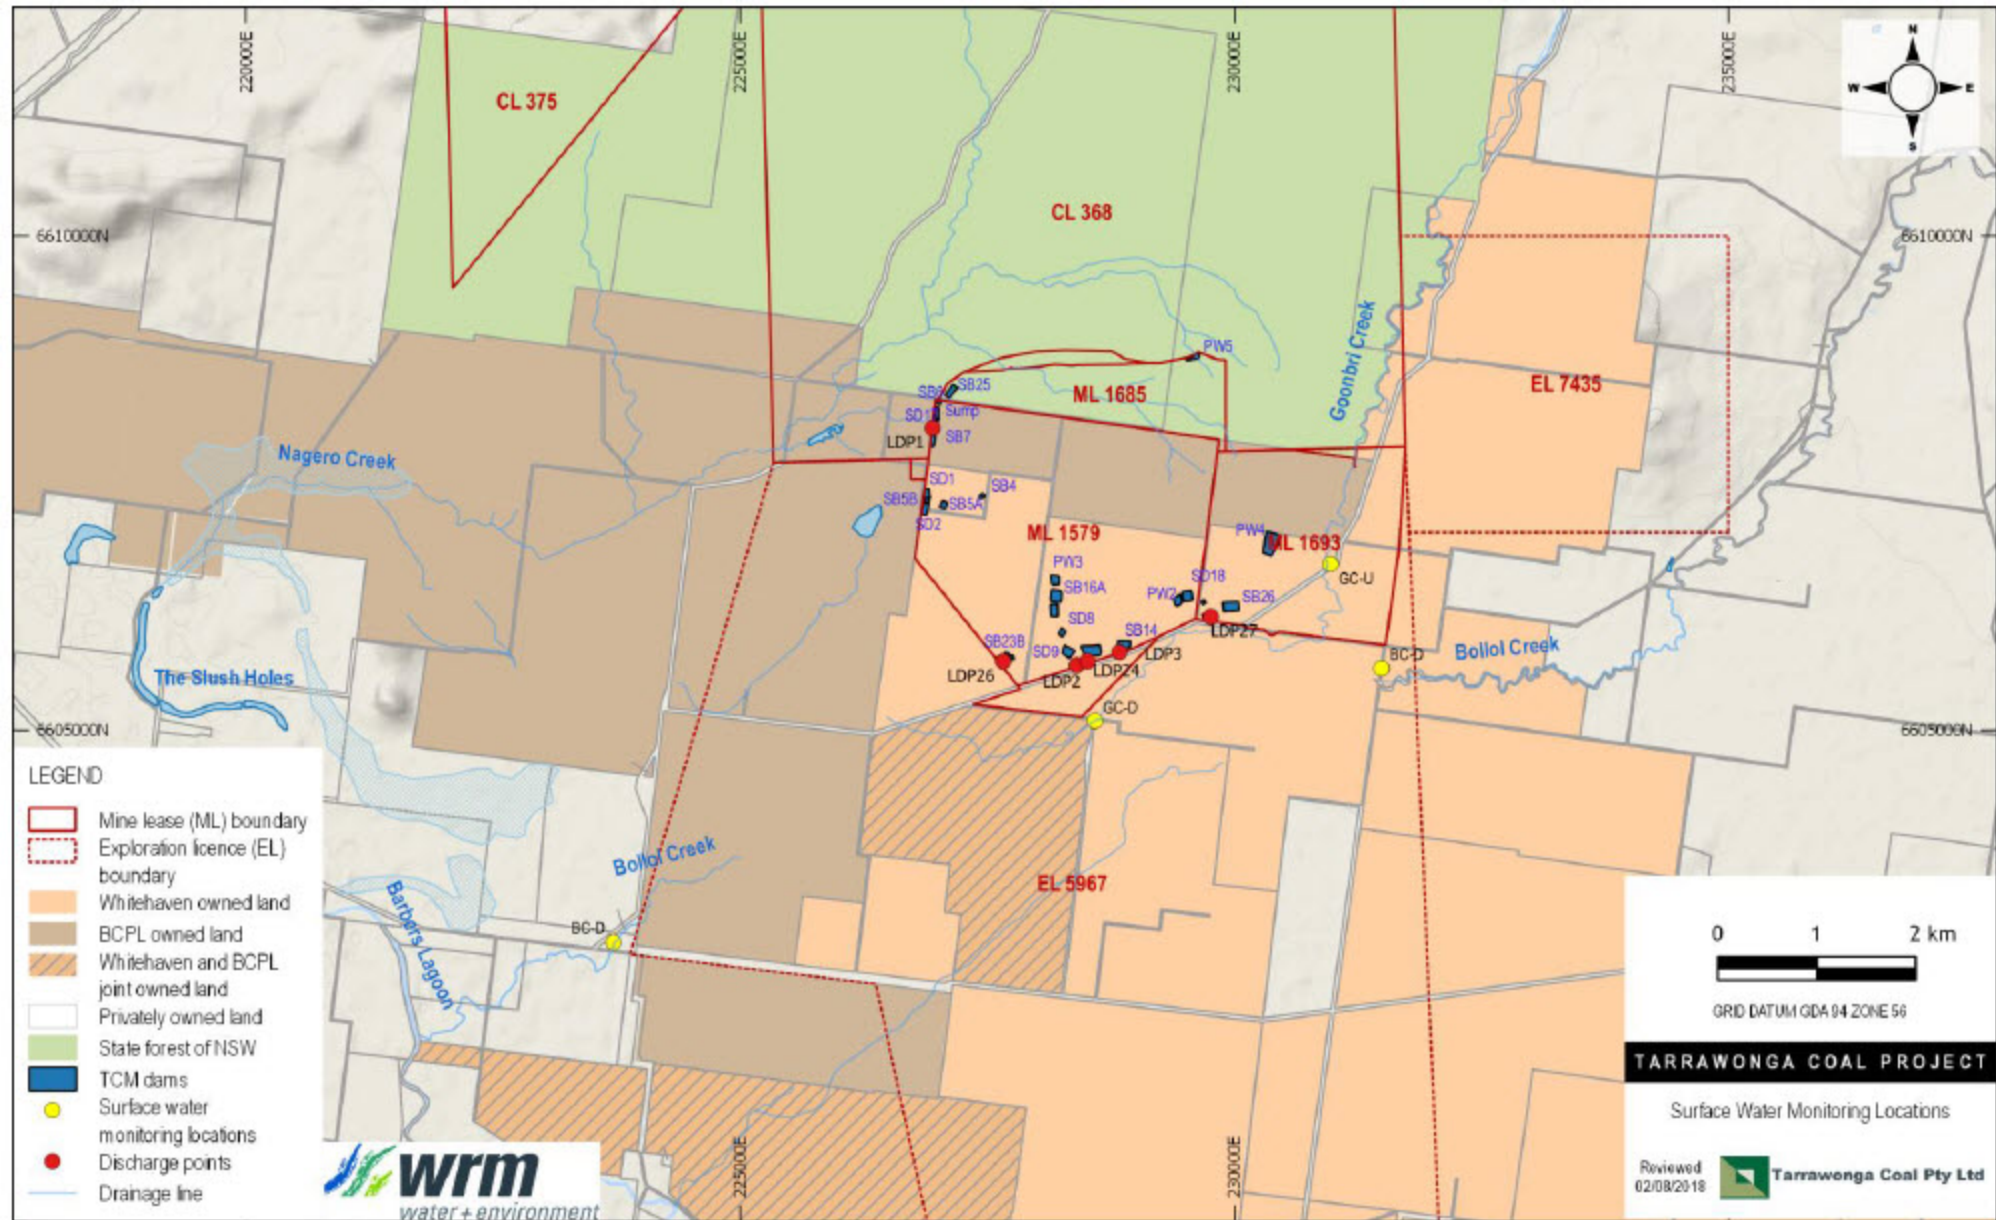 220000E
225000E
230000E
235000E
N
W
E
S
CL 375
CL 368
6610000N
6610000N
Goonbri Creek
PW5
EL 7435
ML 1685
SB25
Sump
SB7
LDP1
Nagero Creek
SD1
SB4
SB5B
SB5A
SD2
ML 1579
PW4
ML 1693
PW3
GC-U
SD18
SB16A
PW2
SB26
SD8
LDP27
SB14
SB23B
SD9
LDP3
BC-D
Bollol Creek
LDP26
LDP2
LDP24
The Slush Holes
GC-D
6605000N
6605000N
LEGEND
Mine lease (ML) boundary
Exploration licence (EL)
boundary
Whitehaven owned land
BCPL owned land
Whitehaven and BCPL
joint owned land
Privately owned land
State forest of NSW
TCM dams
Surface water
monitoring locations
Discharge points
Drainage line
Bollol Creek
EL 5967
Barbers Lagoon
BC-D
0 1 2 km
GRID DATUM GDA 94 ZONE 56
TARRAWONGA COAL PROJECT
Surface Water Monitoring Locations
Reviewed
02/08/2018
Tarrawonga Coal Pty Ltd
wrm
water + environment
225000E
230000E